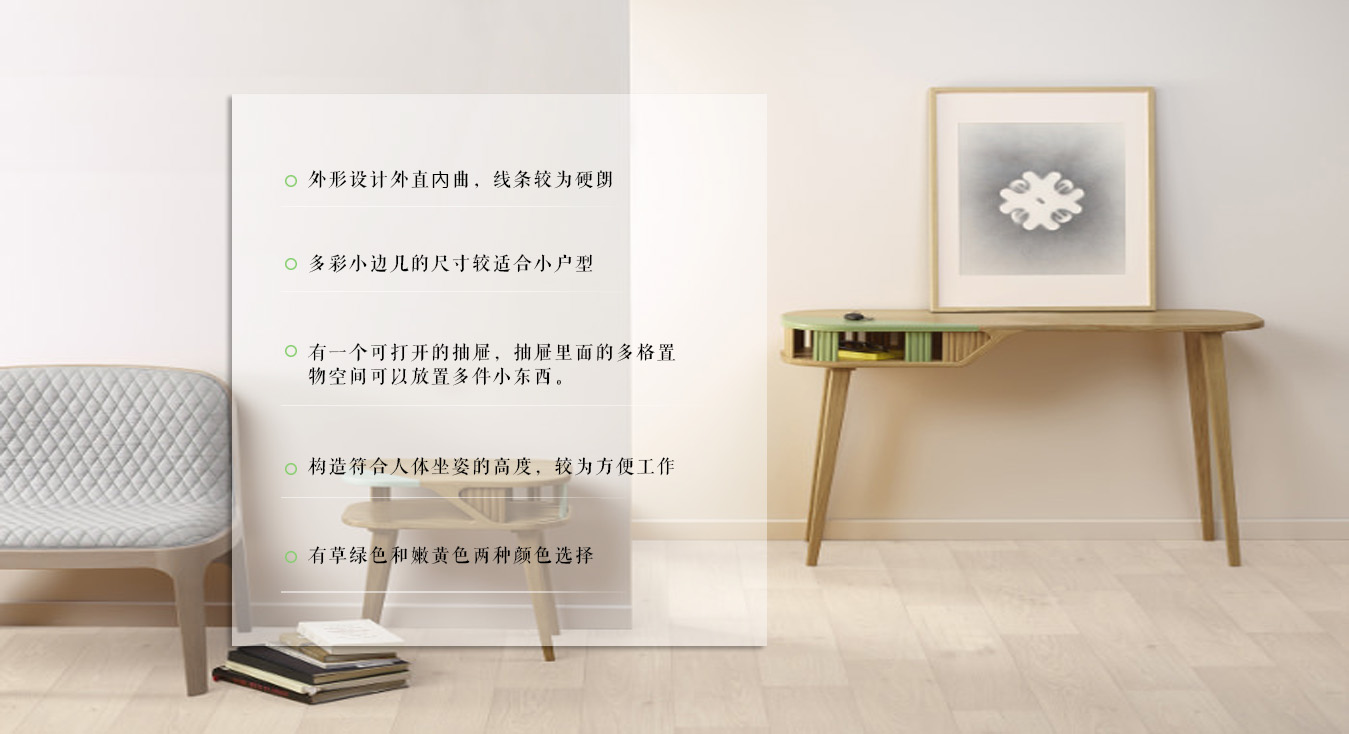 外形设计外直内曲，线条较为硬朗
多彩小边几的尺寸较适合小户型
有一个可打开的抽屉，抽屉里面的多格置
物空间可以放置多件小东西。
构造符合人体坐姿的高度，较为方便工作
有草绿色和嫩黄色两种颜色选择